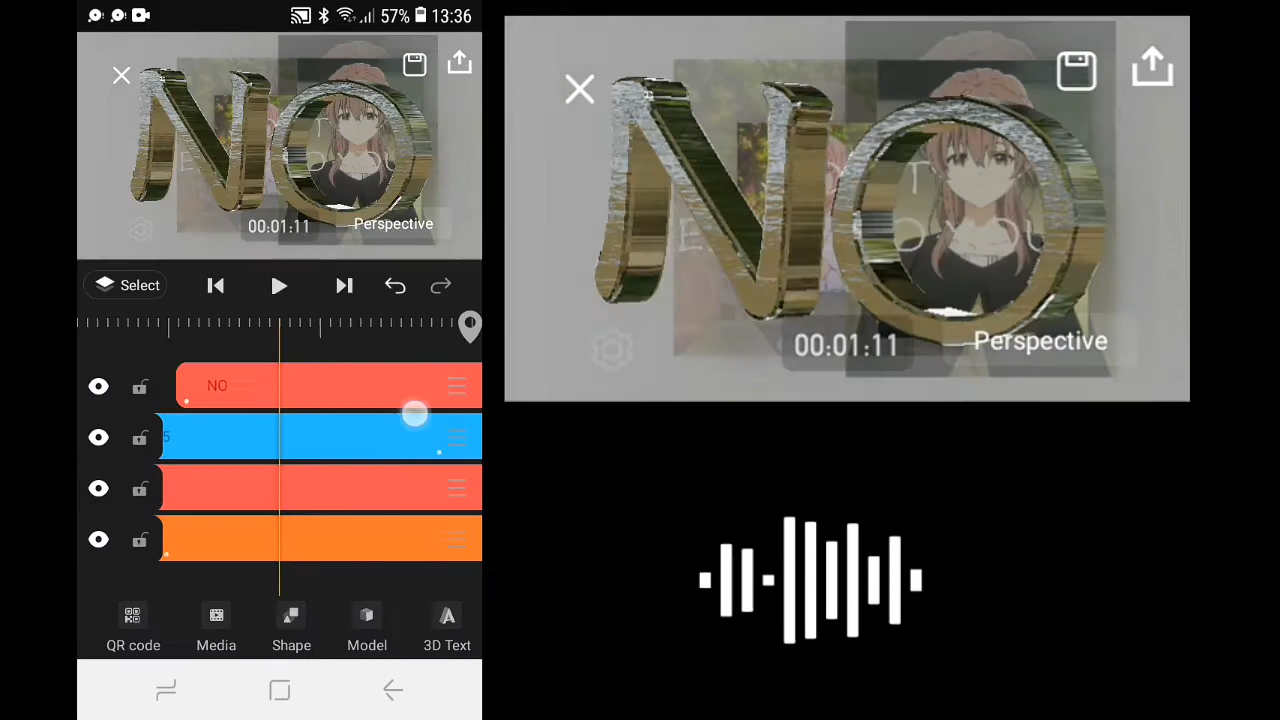 57% 13:36
NO
00:01:11
Perspective
Select
NO
5
QR code
Media
Shape
Model
3D Text
NO
00:01:11
Perspective